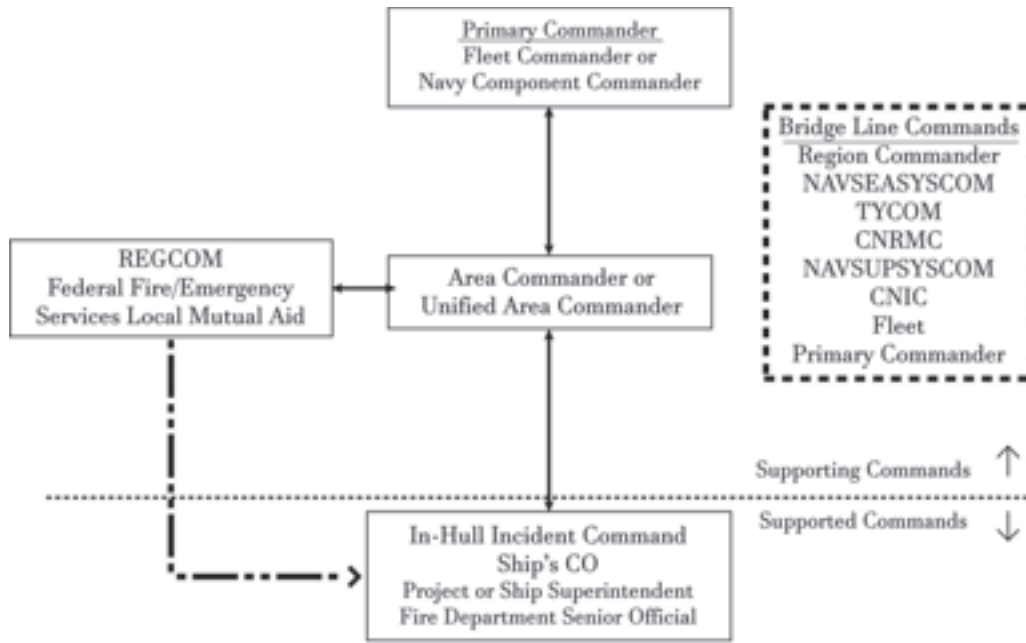 Primary Commander
Fleet Commander or
Navy Component Commander
Bridge Line Commands
Region Commander
NAVSEASYSCOM
TYCOM
CNRMC
NAVSUPSYSCOM
CNIC
Fleet
Primary Commander
REGCOM
Federal Fire/Emergency
Services Local Mutual Aid
Area Commander or
Unified Area Commander
Supporting Commands
Supported Commands
In-Hull Incident Command
Ship's CO
Project or Ship Superintendent
Fire Department Senior Official